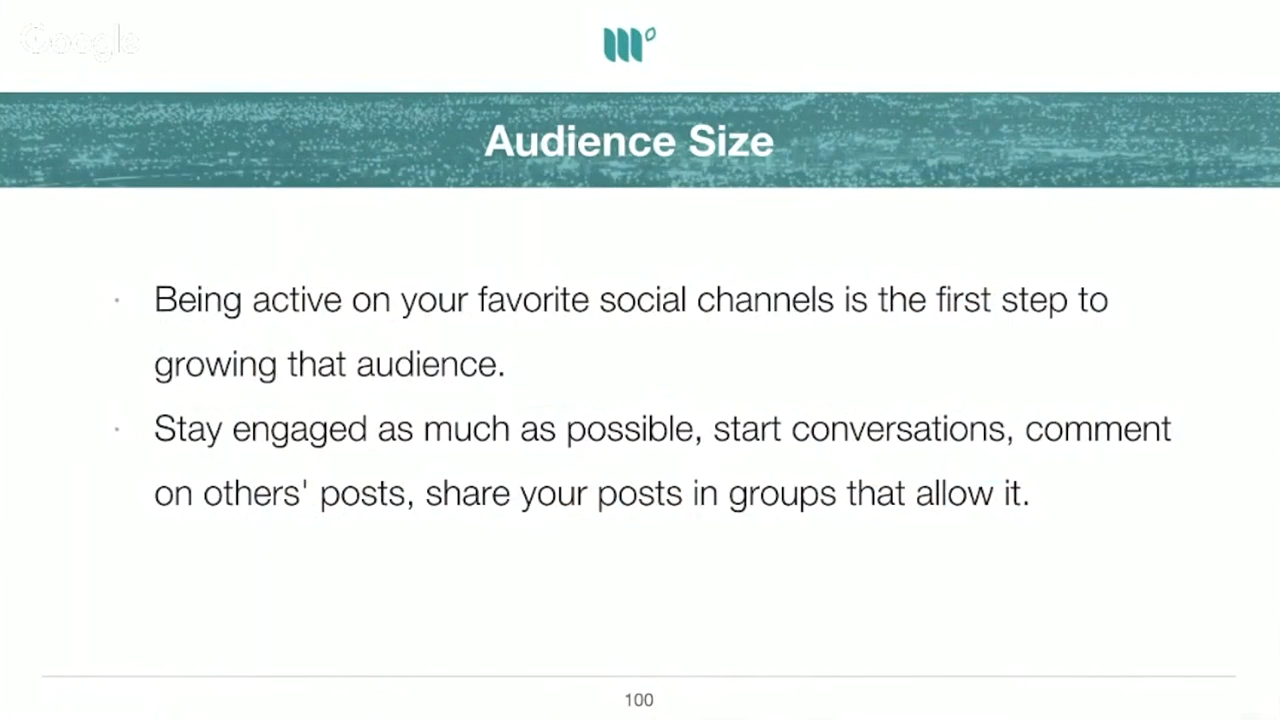 Google
Audience Size
· Being active on your favorite social channels is the first step to
growing that audience.
· Stay engaged as much as possible, start conversations, comment
on others' posts, share your posts in groups that allow it.
100